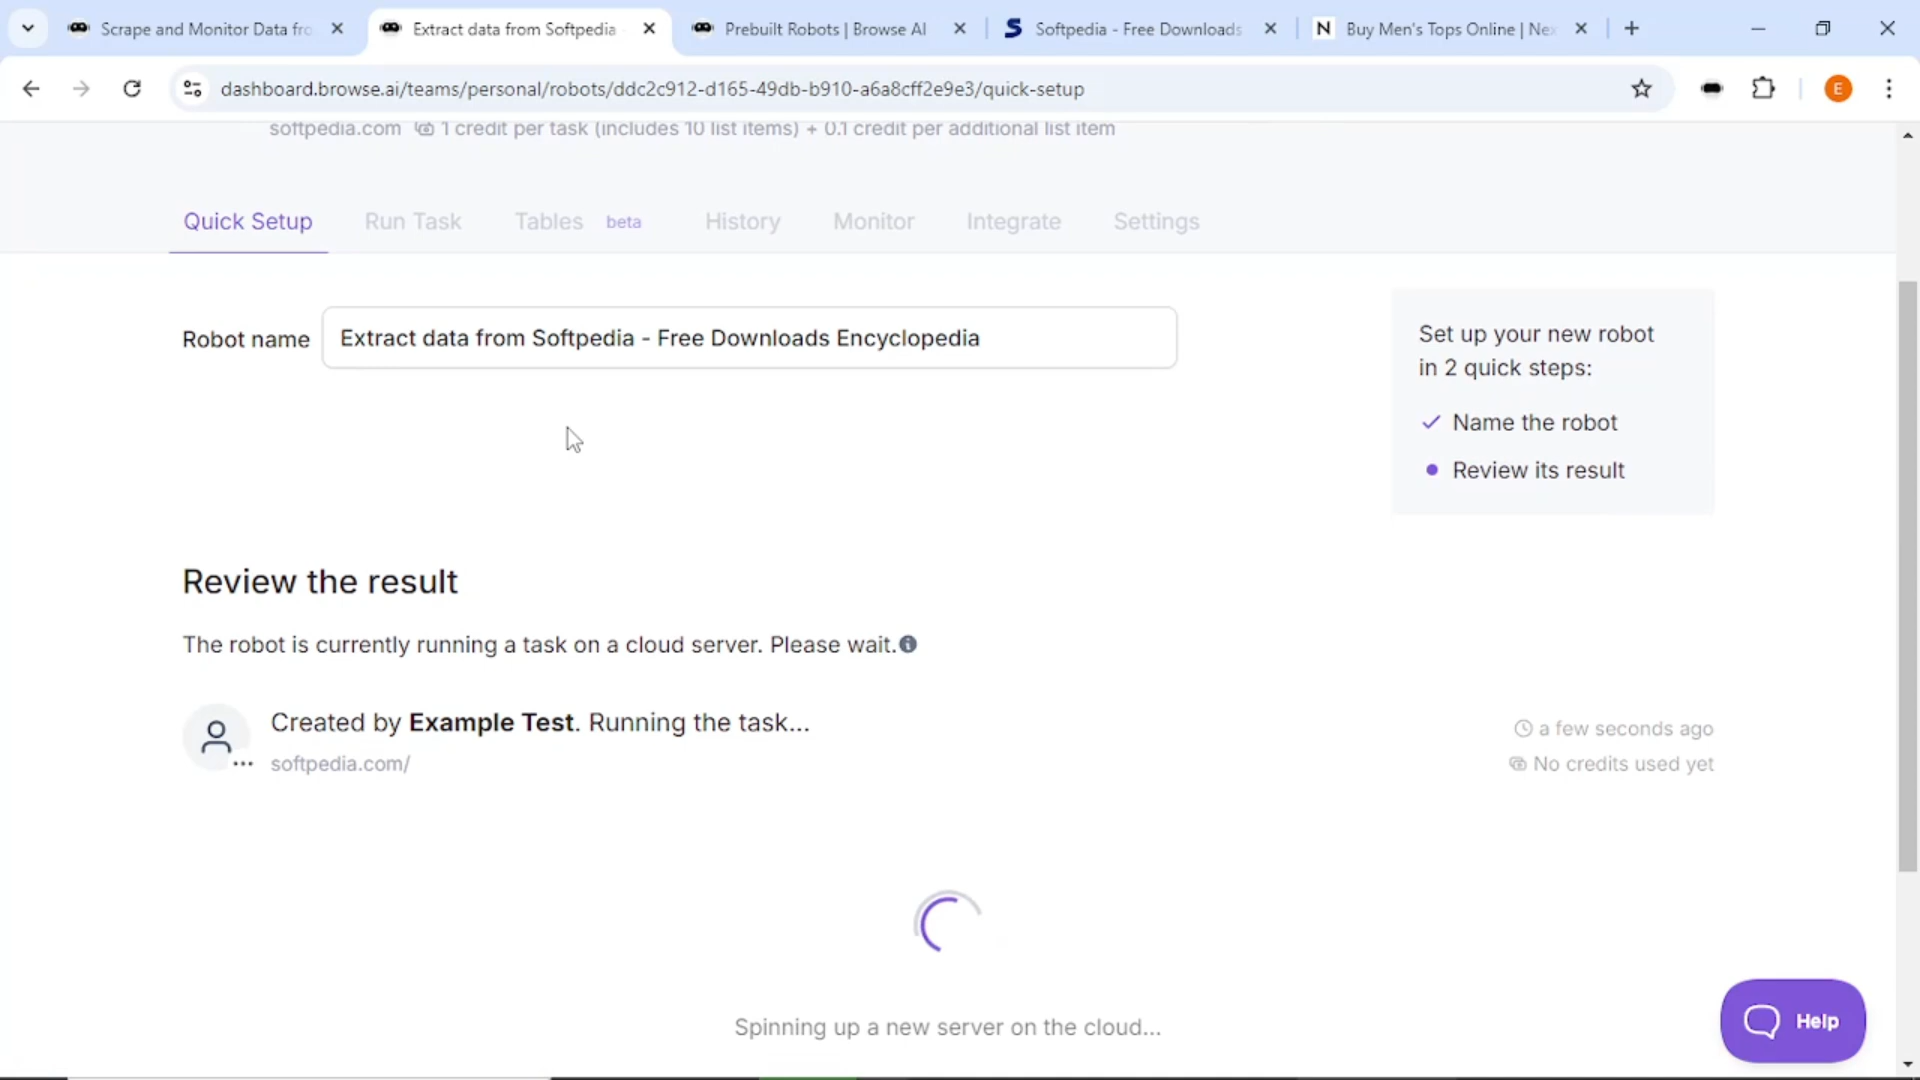 Scrape and Monitor Data fro
Extract data from Softpedia
Prebuilt Robots | Browse AI
Softpedia - Free Downloads
Buy Men's Tops Online | Nex
dashboard.browse.ai/teams/personal/robots/ddc2c912-d165-49db-b910-a6a8cff2e9e3/quick-setup
E
softpedia.com 1 credit per task (includes 10 list items) + 0.1 credit per additional list item
Quick Setup Run Task Tables beta History Monitor Integrate Settings
Robot name Extract data from Softpedia - Free Downloads Encyclopedia
Set up your new robot
in 2 quick steps:
Name the robot
Review its result
Review the result
The robot is currently running a task on a cloud server. Please wait.
Created by Example Test. Running the task...
softpedia.com/
a few seconds ago
No credits used yet
Spinning up a new server on the cloud...
Help